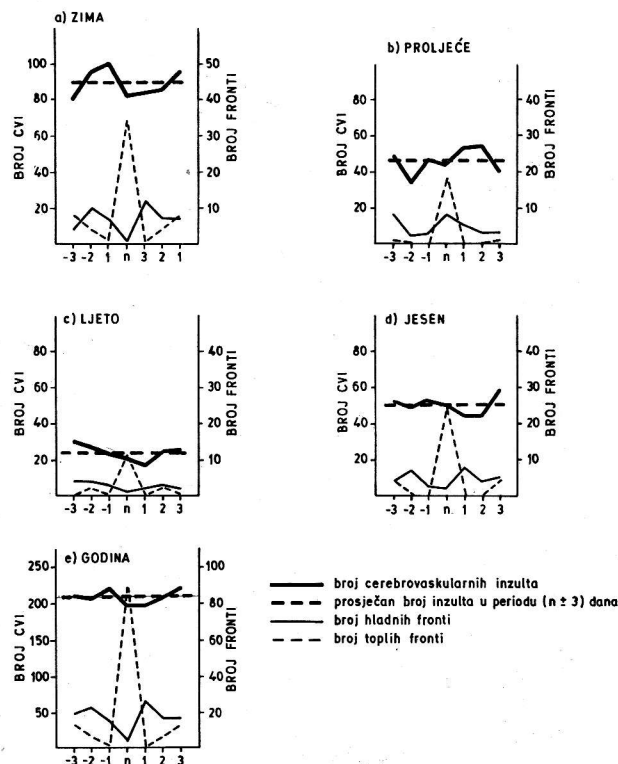 a) ZIMA
BROJ CVI
100
80
60
40
20
BROJ FRONTI
50
40
30
20
10
-3 -2 1 n 3 2 1
b) PROLJEĆE
BROJ CVI
80
60
40
20
BROJ FRONTI
40
30
20
10
-3 -2 -1 n 1 2 3
c) LJETO
BROJ CVI
80
60
40
20
BROJ FRONTI
40
30
20
10
-3 -2 -1 n 1 2 3
d) JESEN
BROJ CVI
80
60
40
20
BROJ FRONTI
40
30
20
10
-3 -2 -1 n. 1 2 3
e) GODINA
BROJ CVI
250
200
150
100
50
BROJ FRONTI
100
80
60
40
20
-3 -2 -1 n 1 2 3
broj cerebrovaskularnih inzulta
prosječan broj inzulta u periodu (n ± 3) dana
broj hladnih fronti
broj toplih fronti